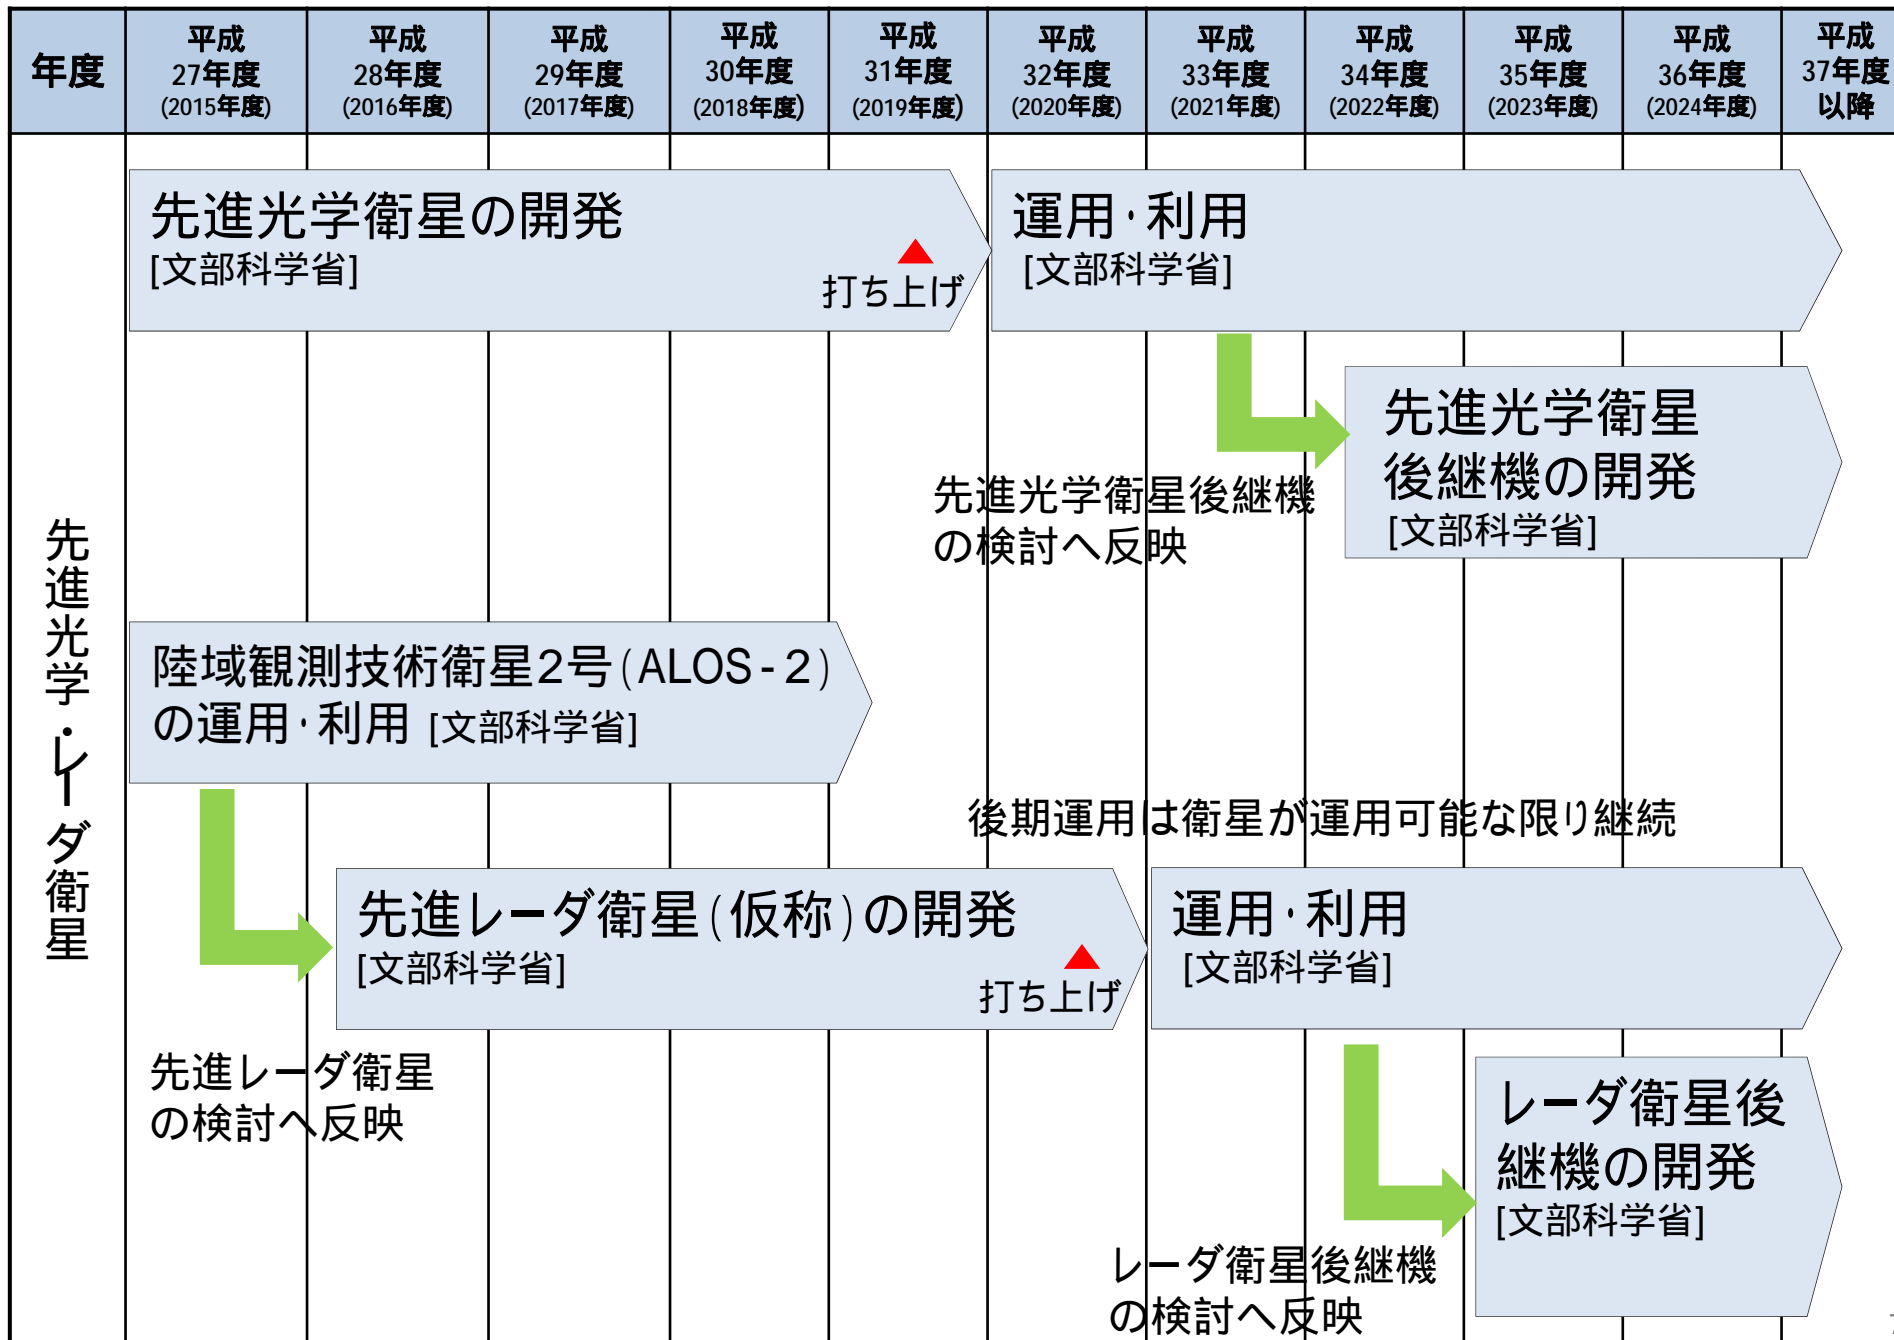 年度
平成
27年度
(2015年度)
平成
28年度
(2016年度)
平成
29年度
(2017年度)
平成
30年度
(2018年度)
平成
31年度
(2019年度)
平成
32年度
(2020年度)
平成
33年度
(2021年度)
平成
34年度
(2022年度)
平成
35年度
(2023年度)
平成
36年度
(2024年度)
平成
37年度
以降
先進光学・レーダ衛星
先進光学衛星の開発
[文部科学省]
打ち上げ
運用・利用
[文部科学省]
先進光学衛星
後継機の開発
[文部科学省]
先進光学衛星後継機
の検討へ反映
陸域観測技術衛星2号(ALOS-2)
の運用・利用 [文部科学省]
後期運用は衛星が運用可能な限り継続
先進レーダ衛星(仮称)の開発
[文部科学省]
打ち上げ
運用・利用
[文部科学省]
先進レーダ衛星
の検討へ反映
レーダ衛星後
継機の開発
[文部科学省]
レーダ衛星後継機
の検討へ反映